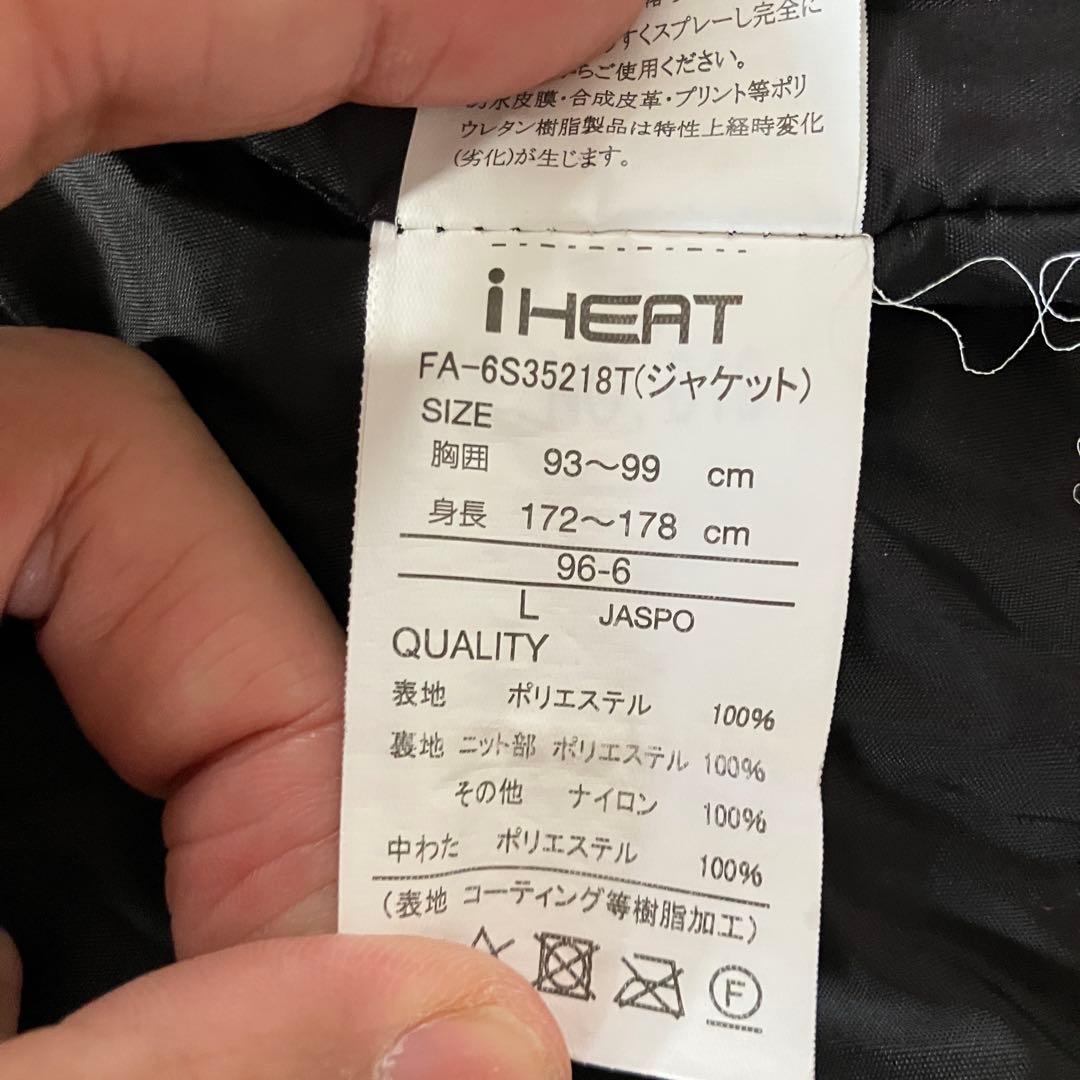 すくスプレーし完全に
らご使用ください。
皮膜・合成皮革・プリント等ポリ
ウレタン樹脂製品は特性上経時変化
(劣化)が生じます。
iHEAT
FA-6S35218T(ジャケット)
SIZE
胸囲 93～99 cm
身長 172～178 cm
96-6
L JASPO
QUALITY
表地 ポリエステル 100%
裏地 ニット部 ポリエステル 100%
その他 ナイロン 100%
中わた ポリエステル 100%
(表地 コーティング等樹脂加工)
F